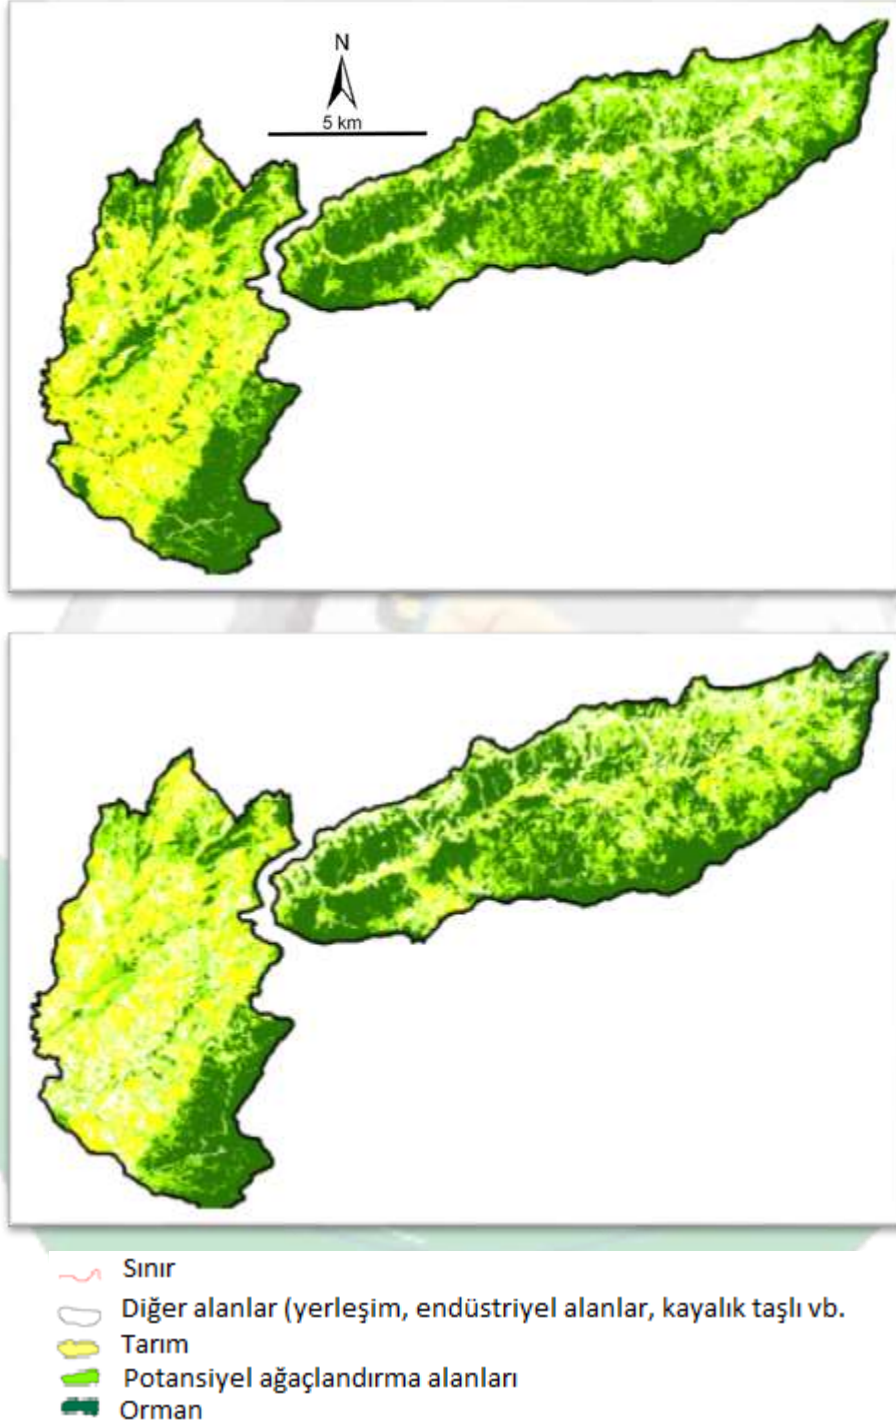 N
5 km
Sınır
Diğer alanlar (yerleşim, endüstriyel alanlar, kayalık taşlı vb.
Tarım
Potansiyel ağaçlandırma alanları
Orman